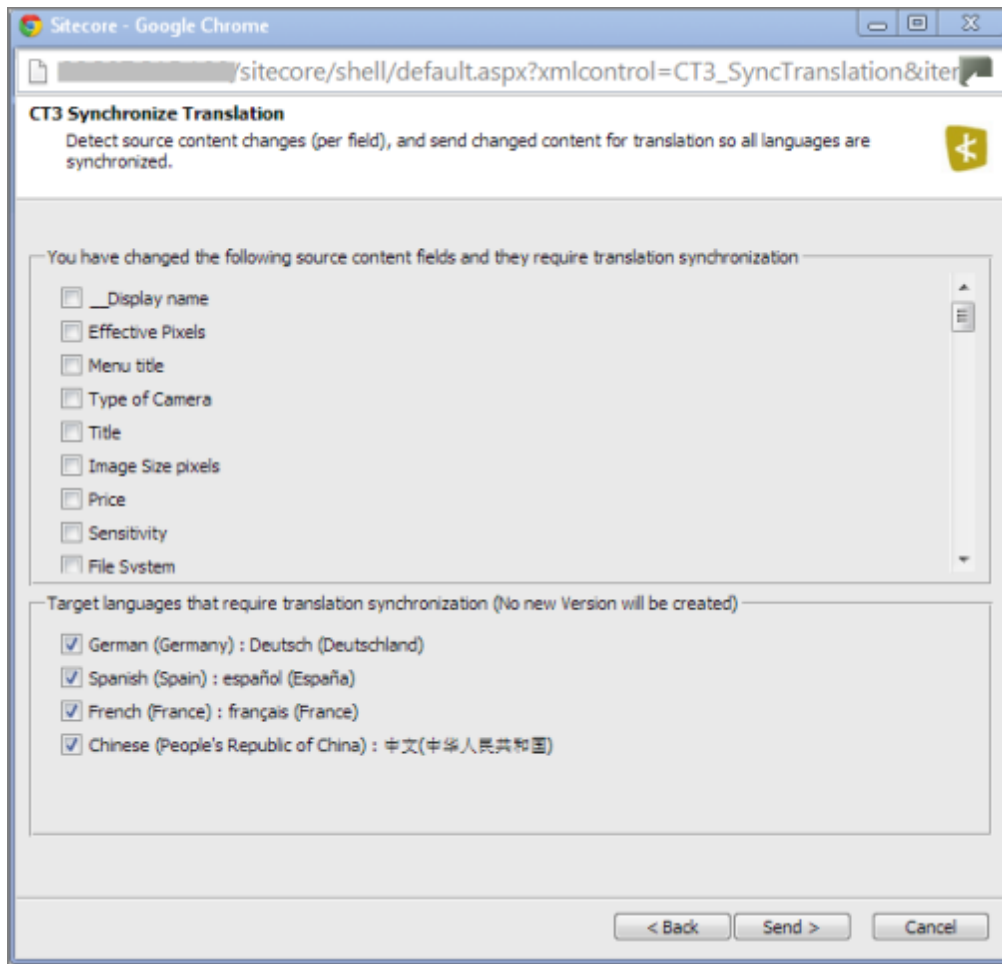 Sitecore - Google Chrome
/sitecore/shell/default.aspx?xmlcontrol=CT3_SyncTranslation&iter
CT3 Synchronize Translation
Detect source content changes (per field), and send changed content for translation so all languages are
synchronized.
You have changed the following source content fields and they require translation synchronization
__Display name
Effective Pixels
Menu title
Type of Camera
Title
Image Size pixels
Price
Sensitivity
File System
Target languages that require translation synchronization (No new Version will be created)
German (Germany) : Deutsch (Deutschland)
Spanish (Spain) : español (España)
French (France) : français (France)
Chinese (People's Republic of China) : 中文(中华人民共和国)
< Back
Send >
Cancel